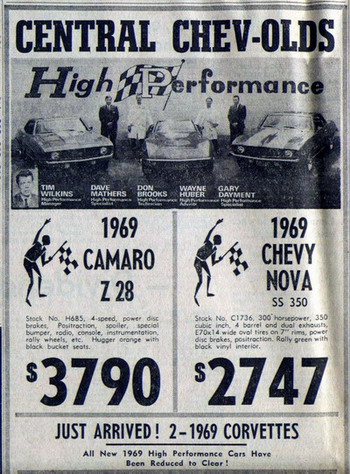 CENTRAL CHEV-OLDS
High Performance
TIM
WILKINS
High Performance
Manager
DAVE
MATHERS
High Performance
Specialist
DON
BROOKS
High Performance
Technician
WAYNE
HUBER
High Performance
Advisor
GARY
DAYMENT
High Performance
Specialist
1969
CAMARO
Z 28
Stock No. H685, 4-speed, power disc
brakes, Positraction, spoiler, special
bumper, radio, console, instrumentation,
rally wheels, etc. Hugger orange with
black bucket seats.
$3790
1969
CHEVY
NOVA
SS 350
Stock No. C1736, 300 horsepower, 350
cubic inch, 4 barrel and dual exhausts,
E70x14 wide oval tires on 7" rims, power
disc brakes, positraction. Rally green with
black vinyl interior.
$2747
JUST ARRIVED! 2-1969 CORVETTES
All New 1969 High Performance Cars Have
Been Reduced to Clear!